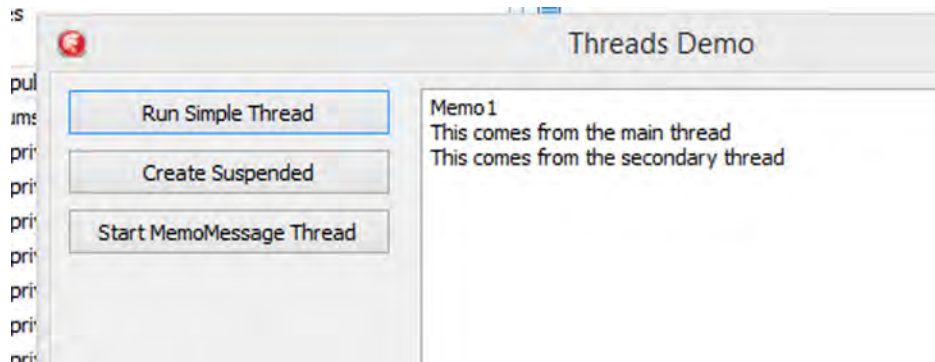 Threads Demo
Run Simple Thread
Create Suspended
Start MemoMessage Thread
Memo1
This comes from the main thread
This comes from the secondary thread